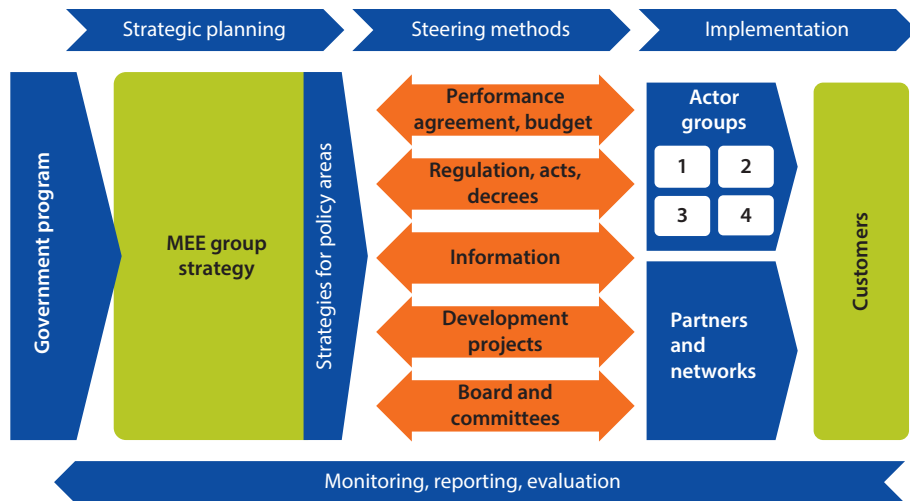 Strategic planning
Steering methods
Implementation
Government program
MEE group
strategy
Strategies for policy areas
Performance
agreement, budget
Regulation, acts,
decrees
Information
Development
projects
Board and
committees
Actor
groups
1 2
3 4
Partners
and
networks
Customers
Monitoring, reporting, evaluation